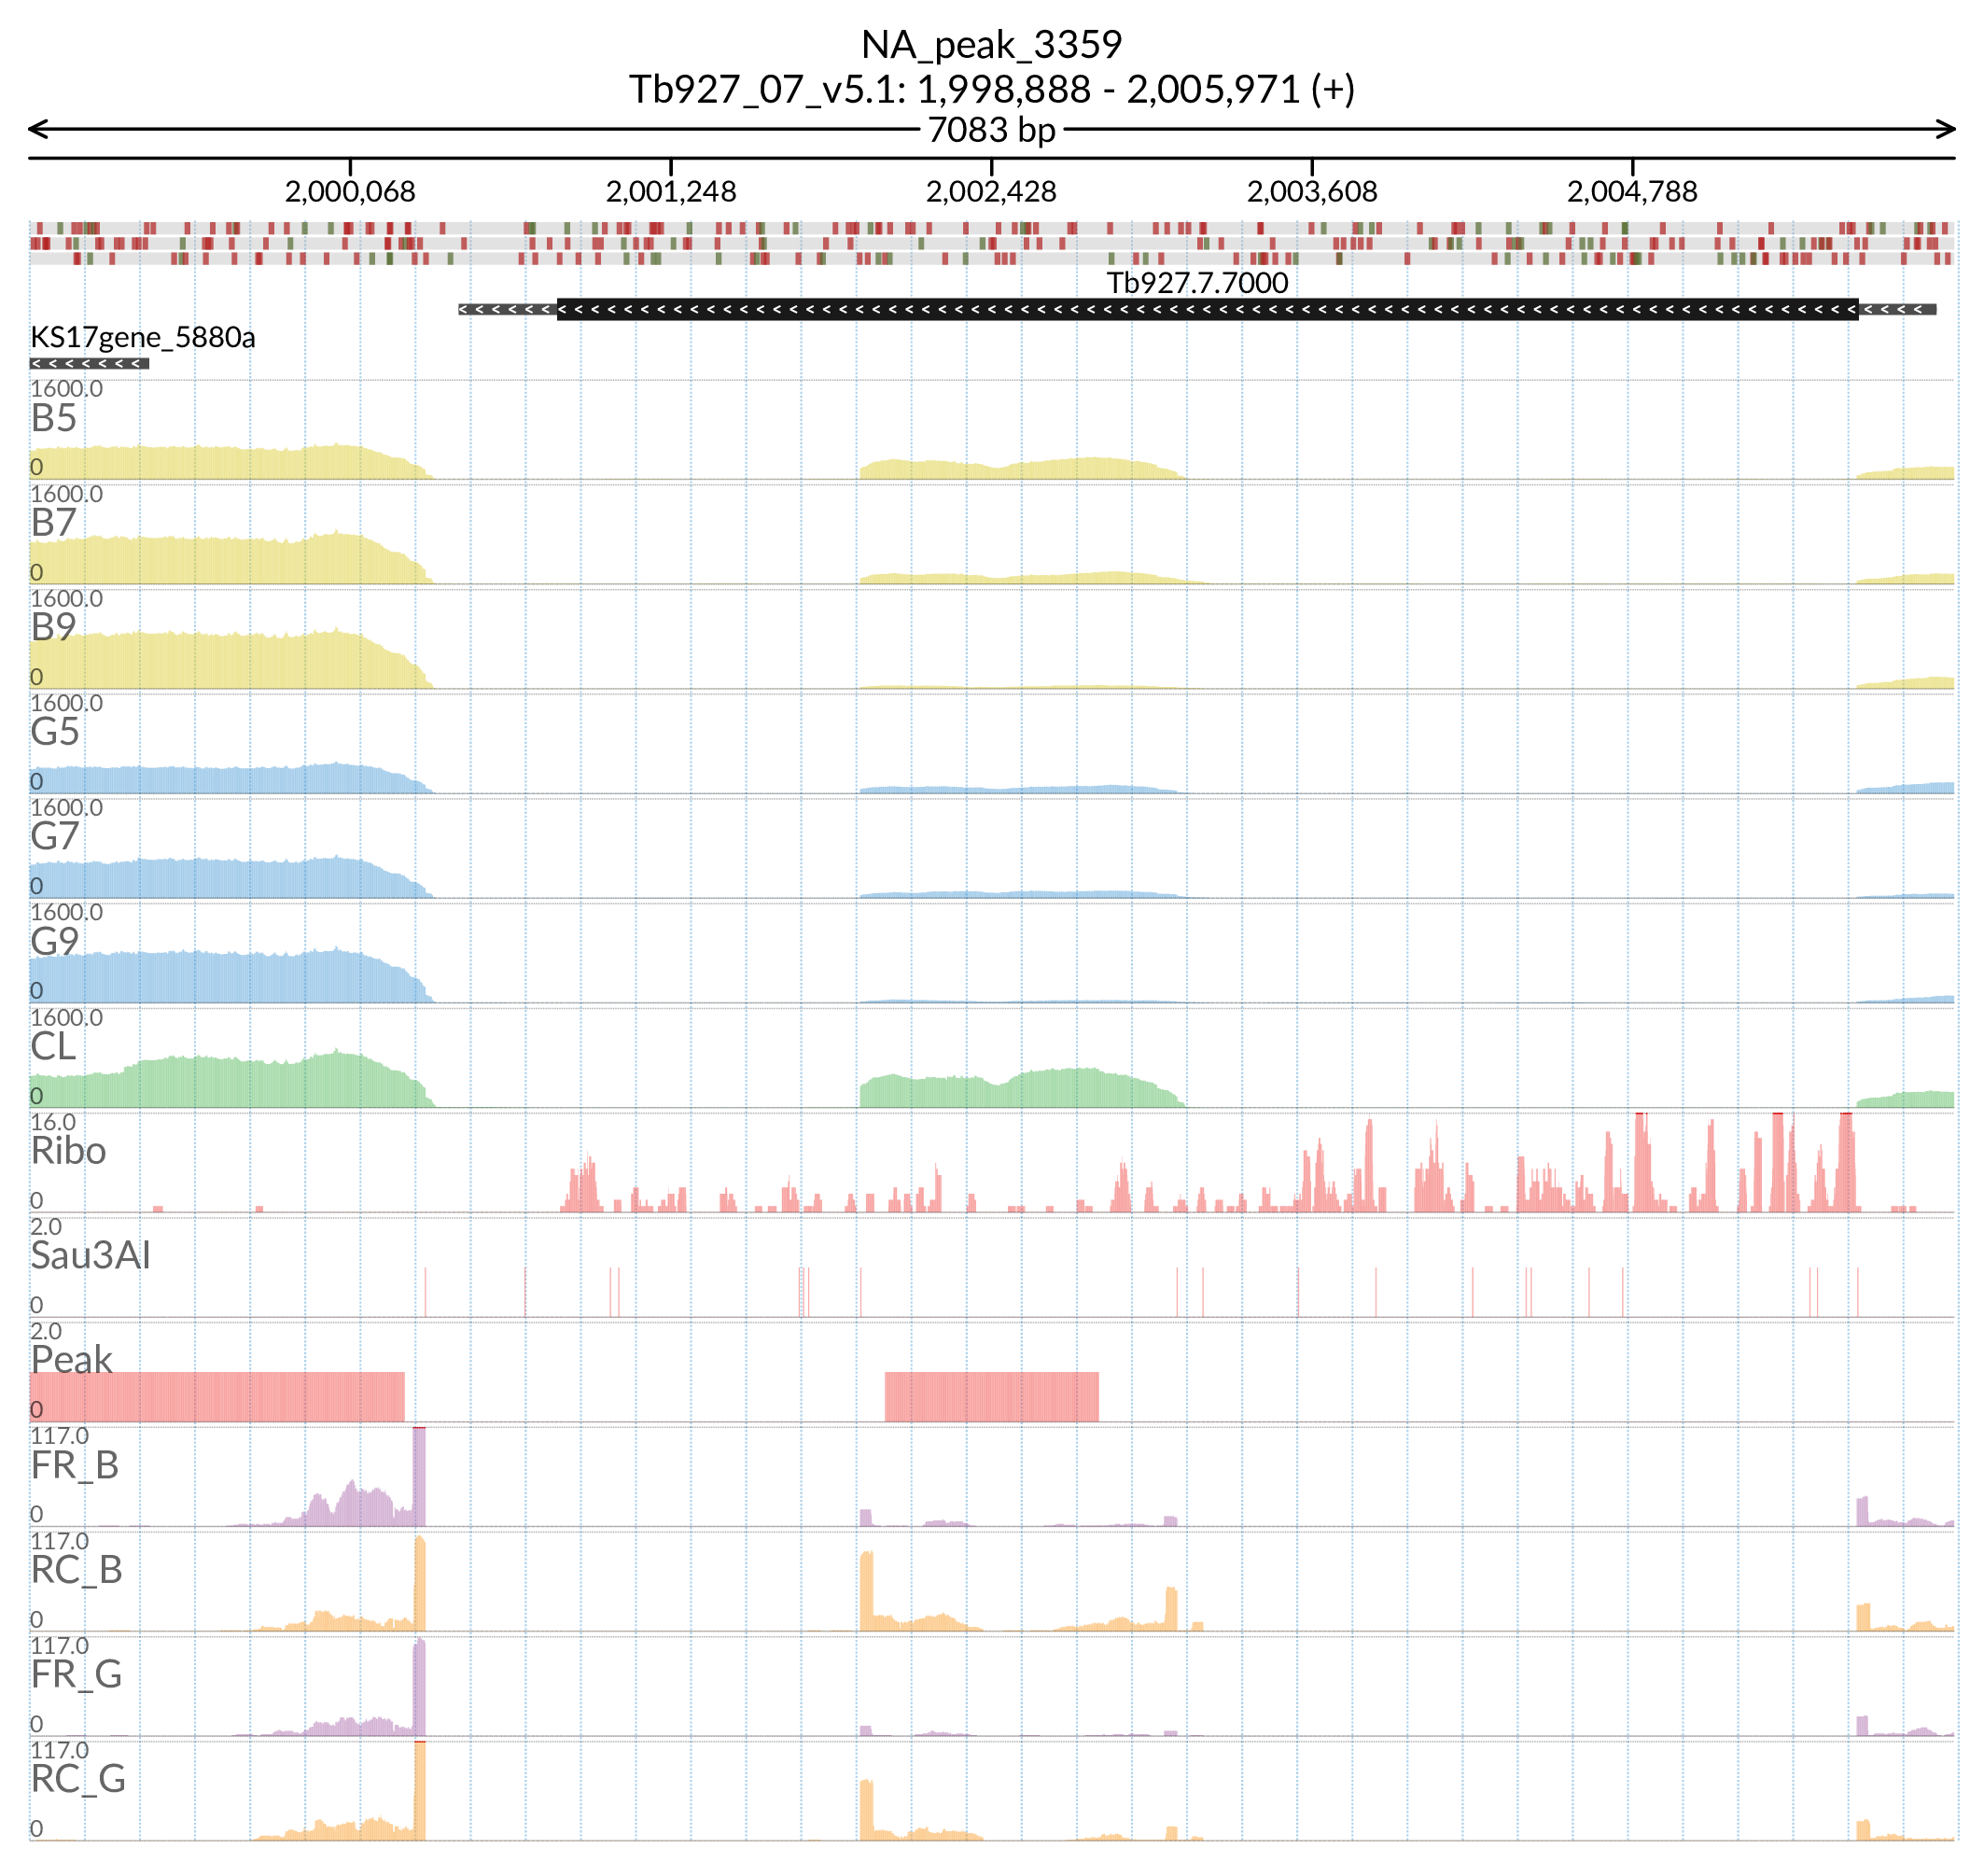 NA_peak_3359
Tb927_07_v5.1: 1,998,888 - 2,005,971 (+)
7083 bp
2,000,068 2,001,248 2,002,428 2,003,608 2,004,788
Tb927.7.7000
KS17gene_5880a
1600.0
B5
0
1600.0
B7
0
1600.0
B9
0
1600.0
G5
0
1600.0
G7
0
1600.0
G9
0
1600.0
CL
0
16.0
Ribo
0
2.0
Sau3AI
0
2.0
Peak
0
117.0
FR_B
0
117.0
RC_B
0
117.0
FR_G
0
117.0
RC_G
0